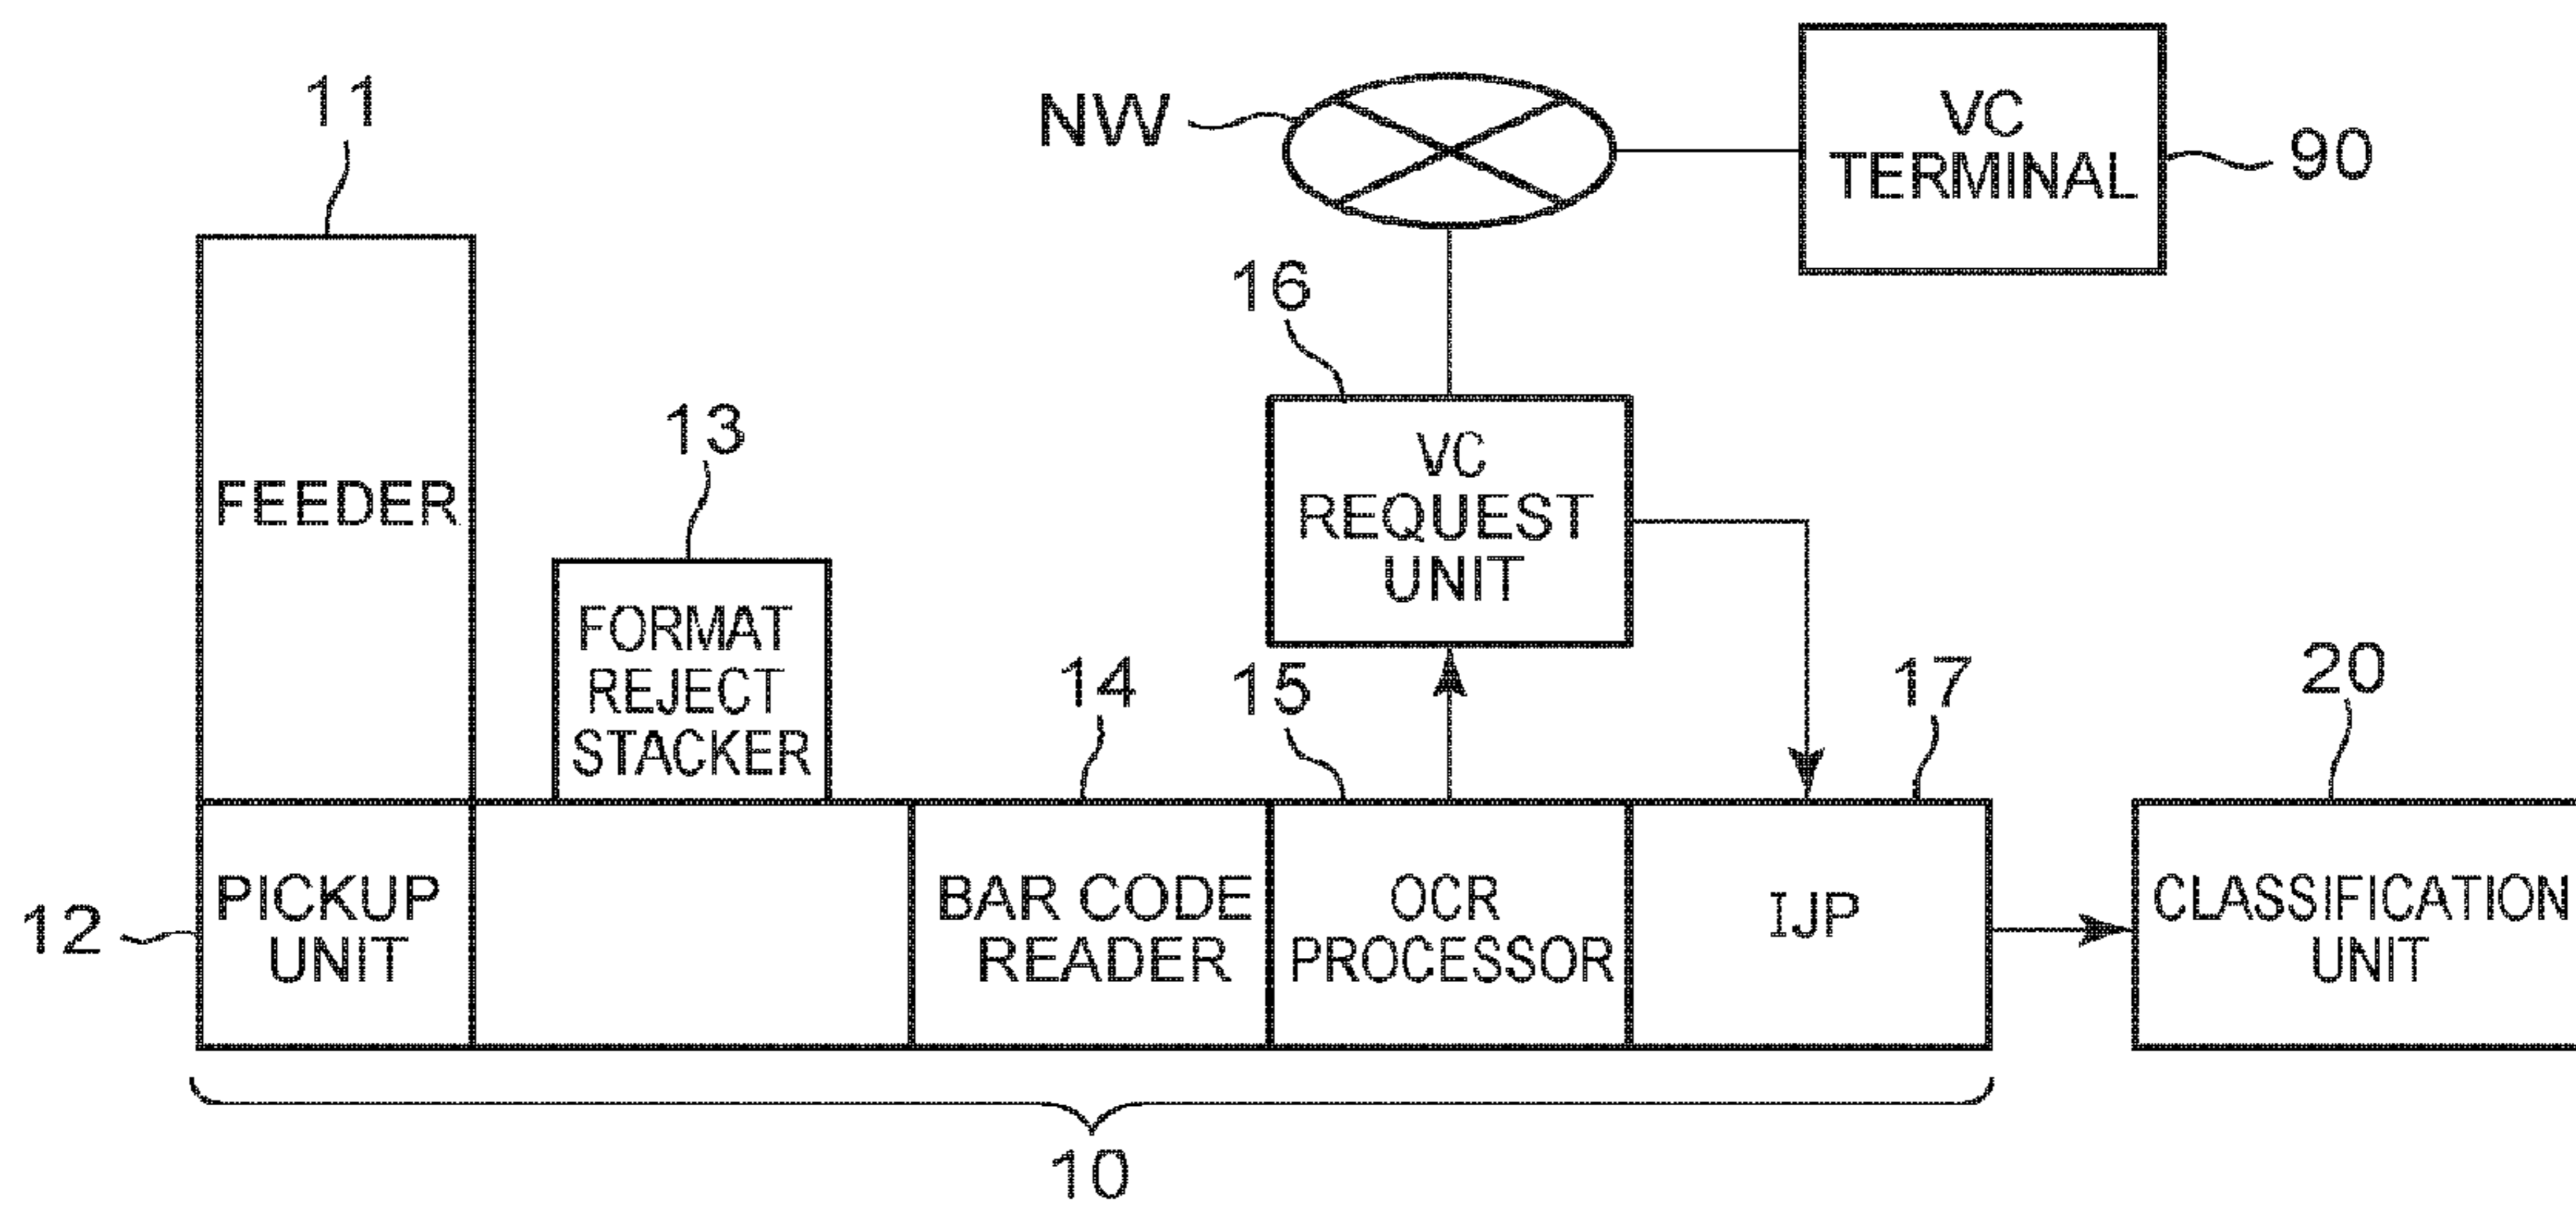 11
NW
VC
TERMINAL
90
16
13
FEEDER
VC
REQUEST
UNIT
FORMAT
REJECT
STACKER
14
15
17
20
12
PICKUP
UNIT
BAR CODE
READER
OCR
PROCESSOR
IJP
CLASSIFICATION
UNIT
10